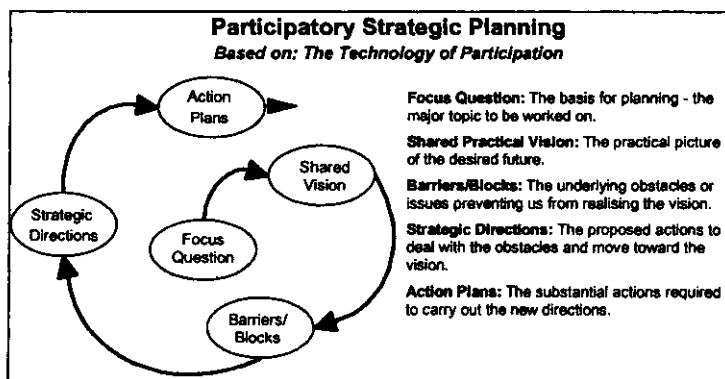 Participatory Strategic Planning
Based on: The Technology of Participation
Action
Plans
Shared
Vision
Strategic
Directions
Focus
Question
Barriers/
Blocks
Focus Question: The basis for planning - the
major topic to be worked on.
Shared Practical Vision: The practical picture
of the desired future.
Barriers/Blocks: The underlying obstacles or
issues preventing us from realising the vision.
Strategic Directions: The proposed actions to
deal with the obstacles and move toward the
vision.
Action Plans: The substantial actions required
to carry out the new directions.